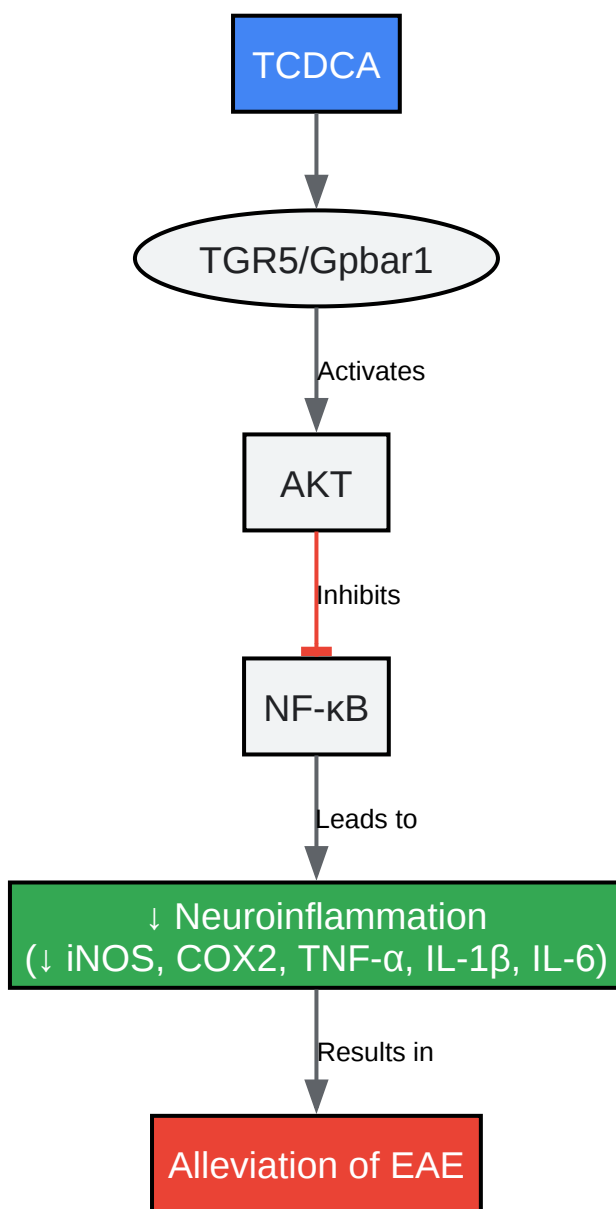 TCDCA
TGR5/Gpbar1
Activates
AKT
Inhibits
NF-κB
Leads to
↓ Neuroinflammation
(↓ iNOS, COX2, TNF-α, IL-1β, IL-6)
Results in
Alleviation of EAE